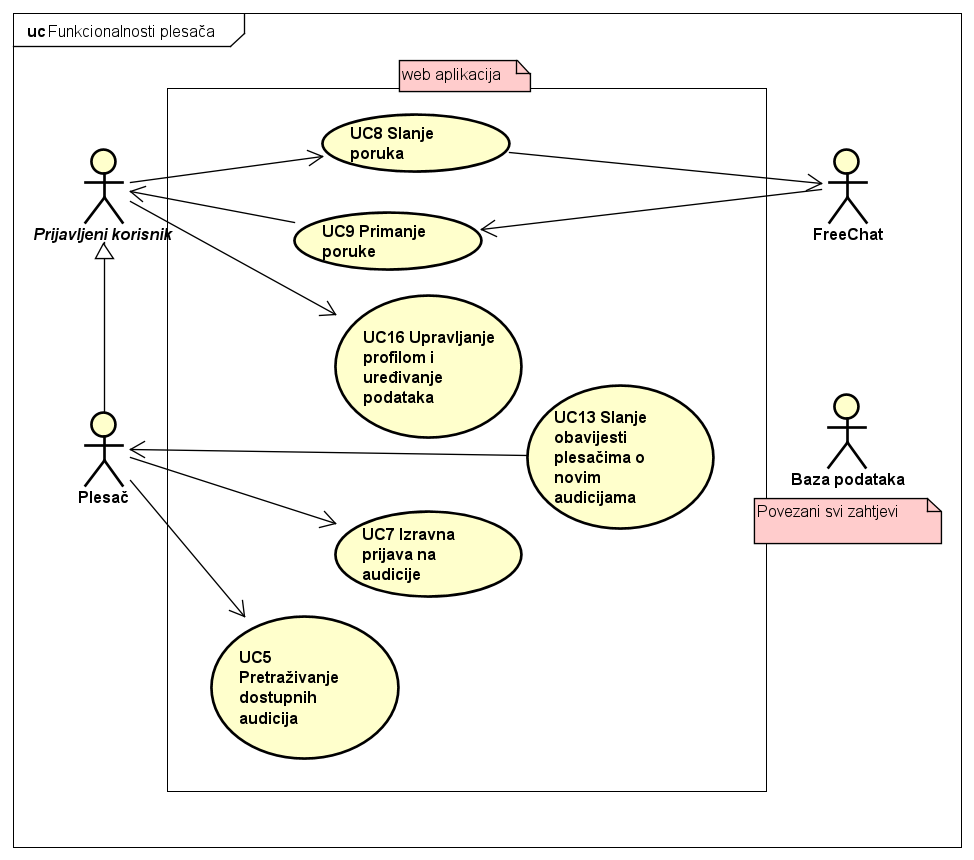 uc Funkcionalnosti plesača
web aplikacija
UC8 Slanje
poruka
Prijavljeni korisnik
FreeChat
UC9 Primanje
poruke
UC16 Upravljanje
profilom i
uređivanje
podataka
UC13 Slanje
obavijesti
plesačima o
novim
audicijama
Baza podataka
Povezani svi zahtjevi
Plesač
UC7 Izravna
prijava na
audicije
UC5
Pretraživanje
dostupnih
audicija